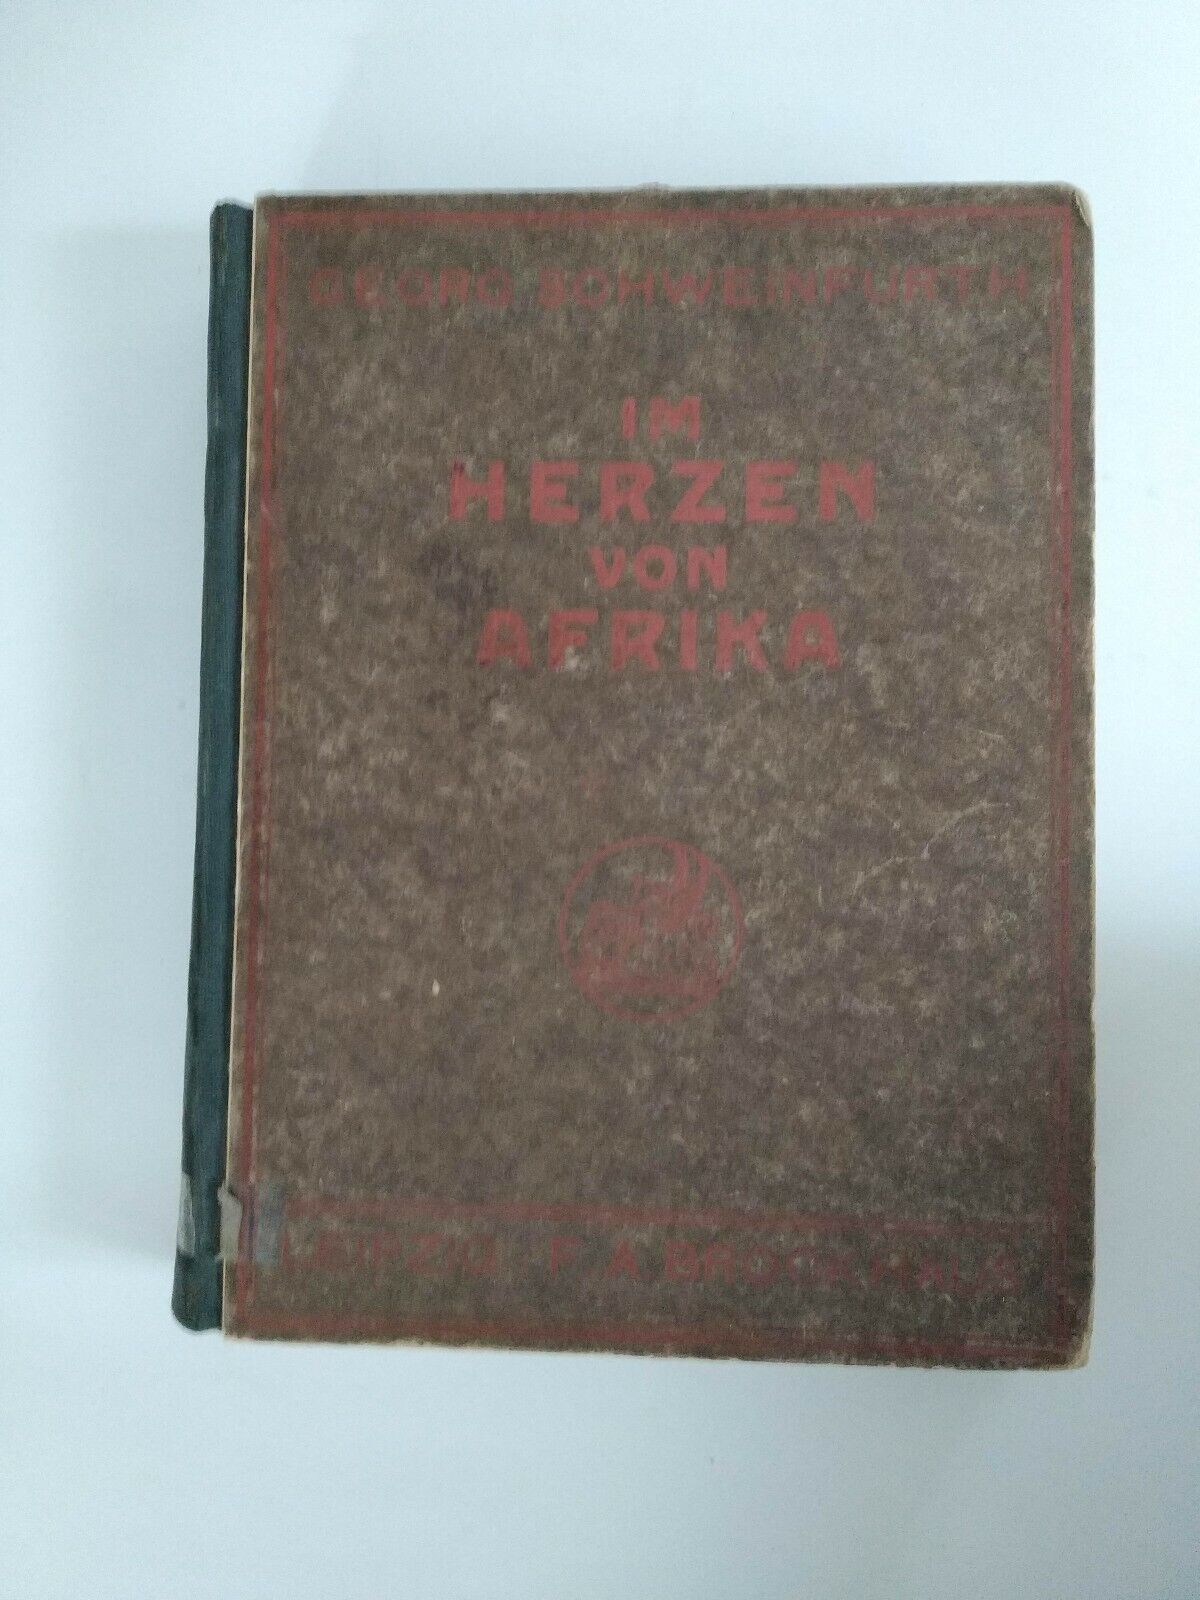 GEORG SCHWEINFURTH
IM
HERZEN
VON
AFRIKA
LEIPZIG · F. A. BROCKHAUS